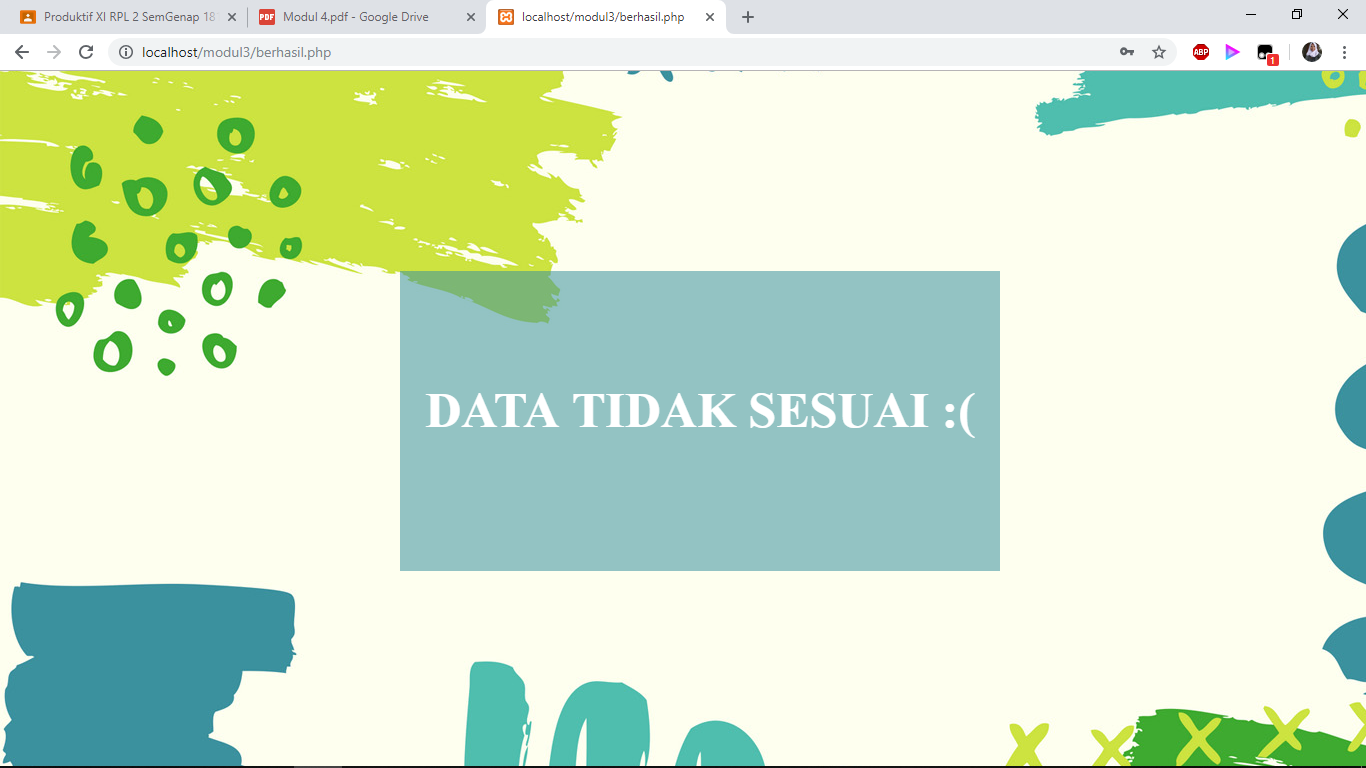 Produktif XI RPL 2 SemGenap 18
Modul 4.pdf - Google Drive
localhost/modul3/berhasil.php
localhost/modul3/berhasil.php
ABP
1
DATA TIDAK SESUAI :(